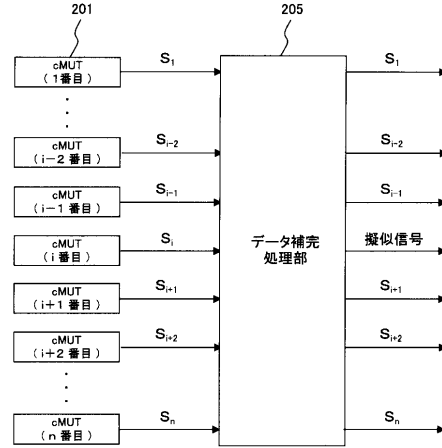 201
205
cMUT
(1番目)
S1
S1
cMUT
(i−2番目)
Si-2
Si-2
cMUT
(i−1番目)
Si-1
Si-1
cMUT
(i番目)
Si
データ補完
処理部
擬似信号
cMUT
(i+1番目)
Si+1
Si+1
cMUT
(i+2番目)
Si+2
Si+2
cMUT
(n番目)
Sn
Sn